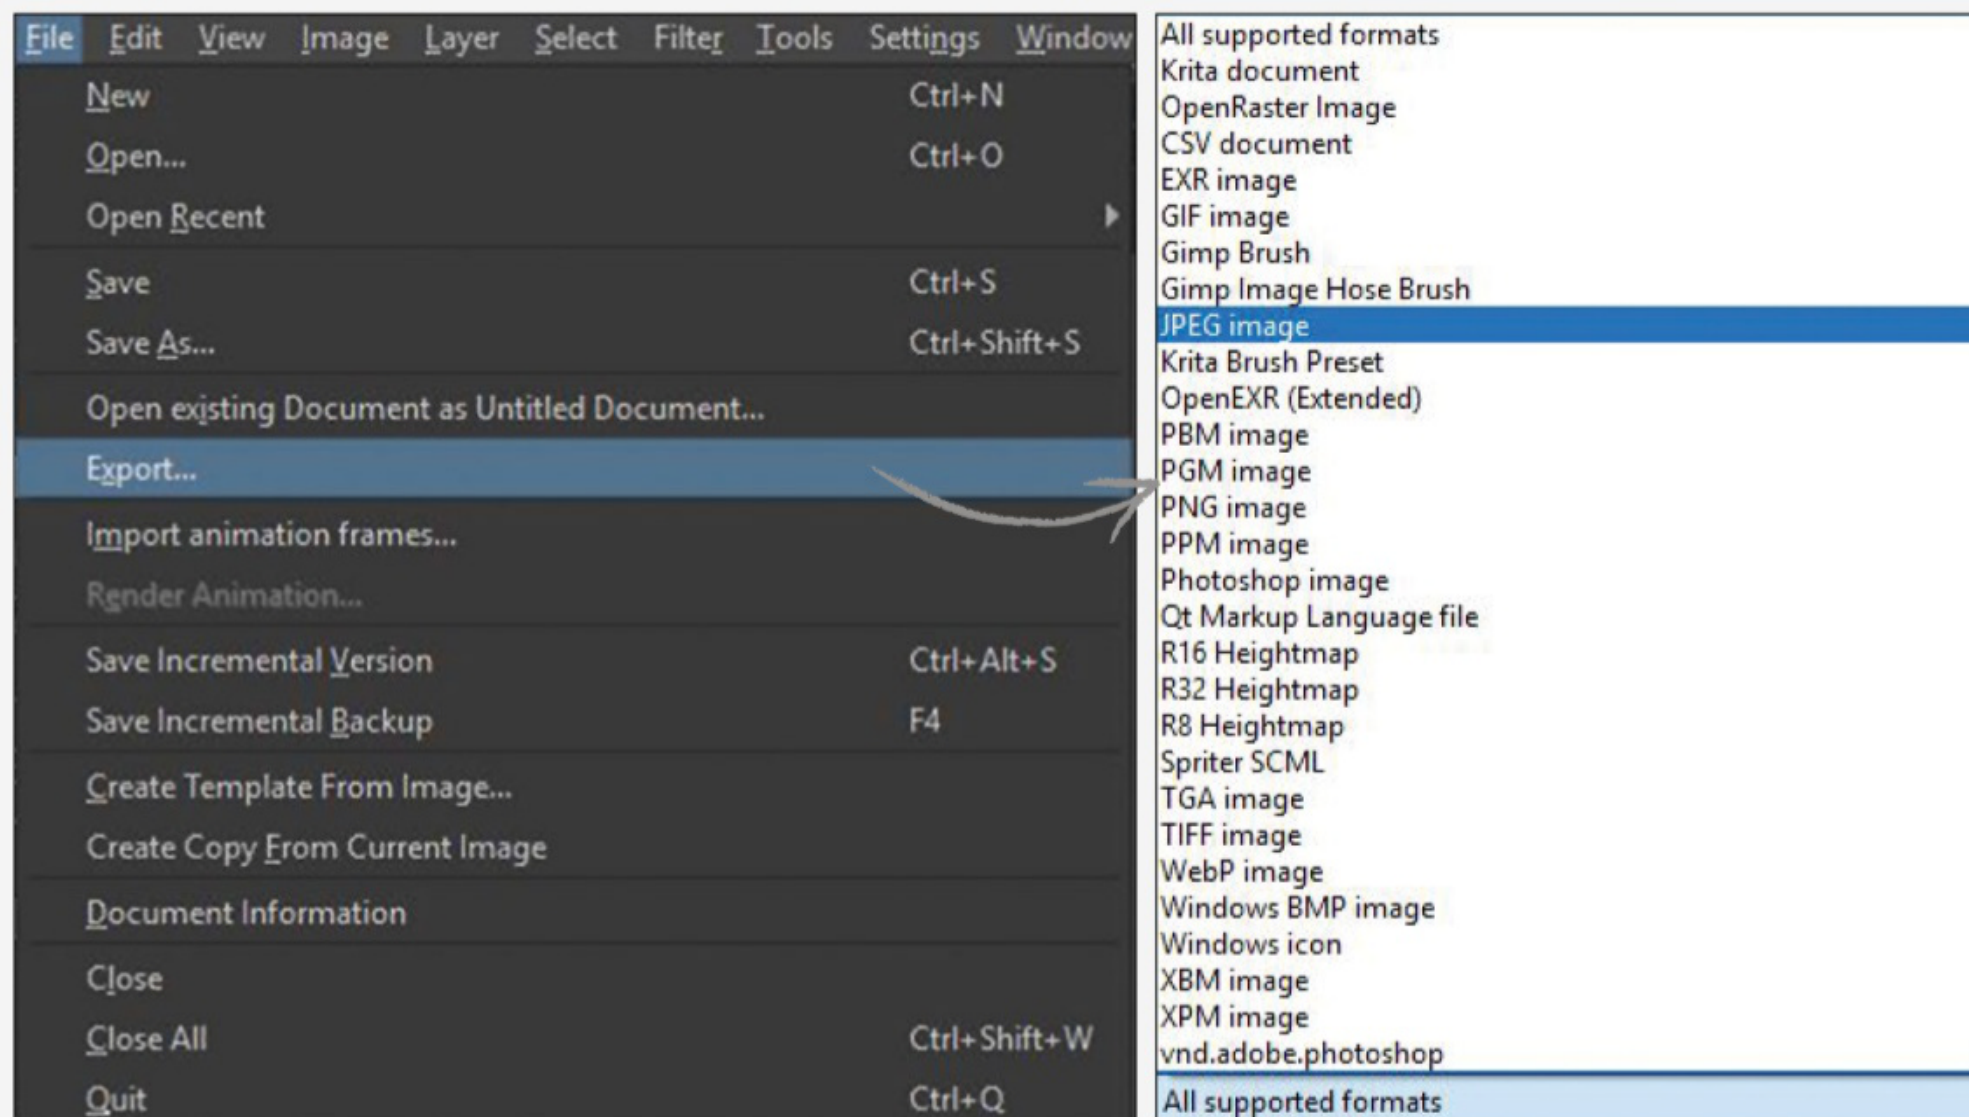 File Edit View Image Layer Select Filter Tools Settings Window
New Ctrl+N
Open... Ctrl+O
Open Recent
Save Ctrl+S
Save As... Ctrl+Shift+S
Open existing Document as Untitled Document...
Export...
Import animation frames...
Render Animation...
Save Incremental Version Ctrl+Alt+S
Save Incremental Backup F4
Create Template From Image...
Create Copy From Current Image
Document Information
Close
Close All Ctrl+Shift+W
Quit Ctrl+Q
All supported formats
Krita document
OpenRaster Image
CSV document
EXR image
GIF image
Gimp Brush
Gimp Image Hose Brush
JPEG image
Krita Brush Preset
OpenEXR (Extended)
PBM image
PGM image
PNG image
PPM image
Photoshop image
Qt Markup Language file
R16 Heightmap
R32 Heightmap
R8 Heightmap
Spriter SCML
TGA image
TIFF image
WebP image
Windows BMP image
Windows icon
XBM image
XPM image
vnd.adobe.photoshop
All supported formats